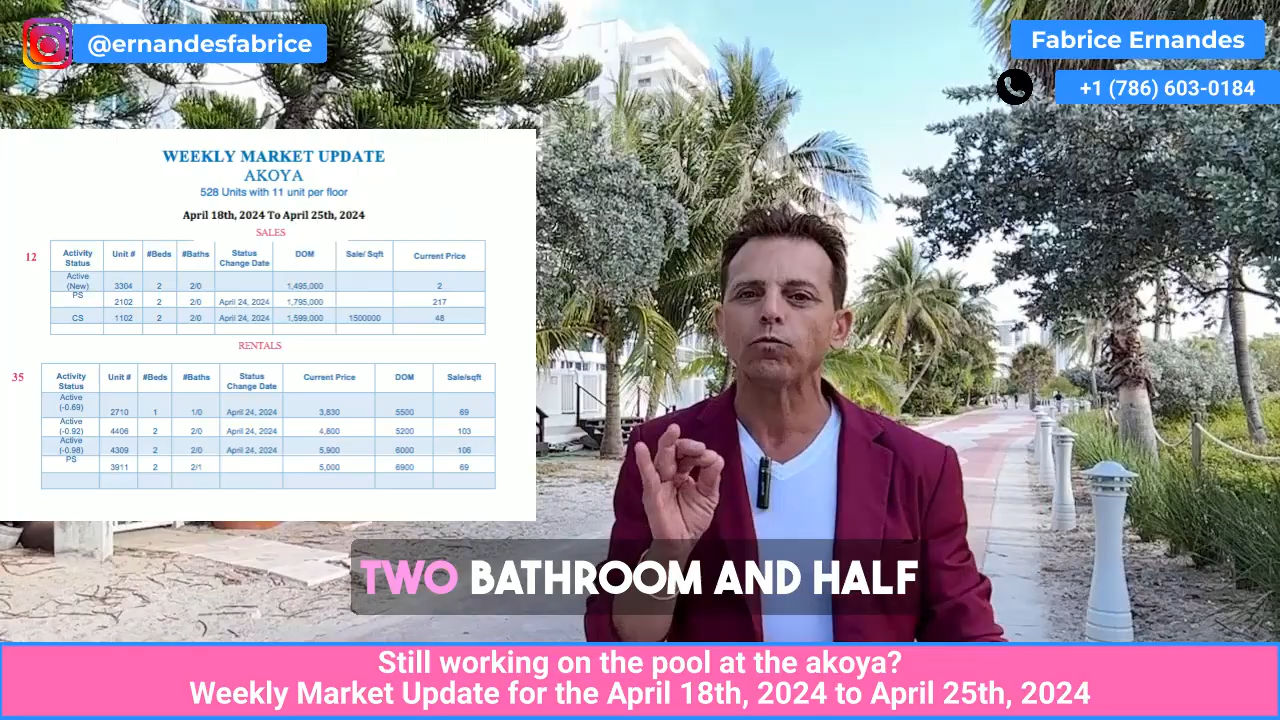 @ernandesfabrice
Fabrice Ernandes
+1 (786) 603-0184
WEEKLY MARKET UPDATE
AKOYA
528 Units with 11 unit per floor
April 18th, 2024 To April 25th, 2024
SALES
12
Activity Status Unit # #Beds #Baths Status Change Date DOM Sale/ Sqft Current Price
Active (New) 3304 2 2/0 1,495,000 2
PS 2102 2 2/0 April 24, 2024 1,795,000 217
CS 1102 2 2/0 April 24, 2024 1,599,000 1500000 48
RENTALS
35
Activity Status Unit # #Beds #Baths Status Change Date Current Price DOM Sale/sqft
Active (-0.69) 2710 1 1/0 April 24, 2024 3,830 5500 69
Active (-0.92) 4406 2 2/0 April 24, 2024 4,800 5200 103
Active (-0.98) 4309 2 2/0 April 24, 2024 5,900 6000 106
PS 3911 2 2/1 5,000 6900 69
TWO BATHROOM AND HALF
Still working on the pool at the akoya?
Weekly Market Update for the April 18th, 2024 to April 25th, 2024